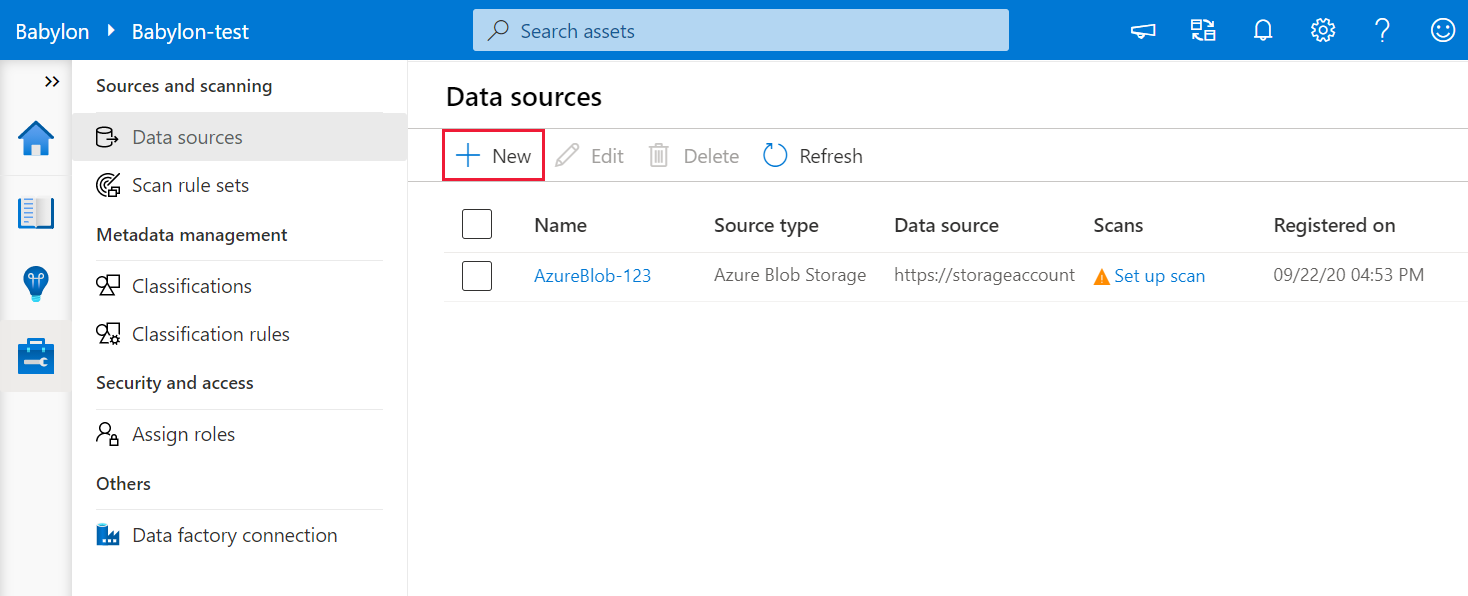 Babylon Babylon-test Search assets
Sources and scanning
Data sources
Scan rule sets
Metadata management
Classifications
Classification rules
Security and access
Assign roles
Others
Data factory connection
Data sources
New Edit Delete Refresh
Name Source type Data source Scans Registered on
AzureBlob-123 Azure Blob Storage https://storageaccount Set up scan 09/22/20 04:53 PM